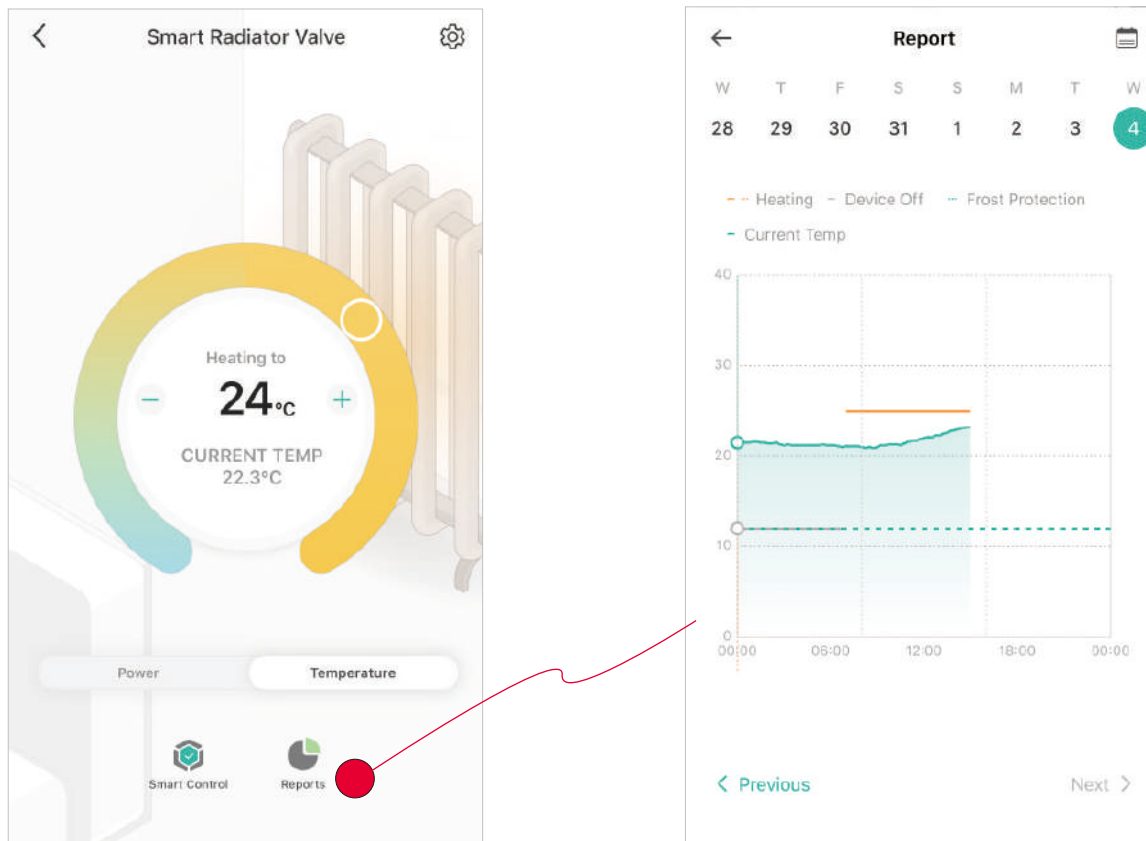 Smart Radiator Valve
Heating to
24°C
CURRENT TEMP
22.3°C
Power Temperature
Smart Control Reports
Report
W T F S S M T W
28 29 30 31 1 2 3 4
Heating Device Off Frost Protection
Current Temp
40
30
20
10
0
00:00 06:00 12:00 18:00 00:00
Previous Next